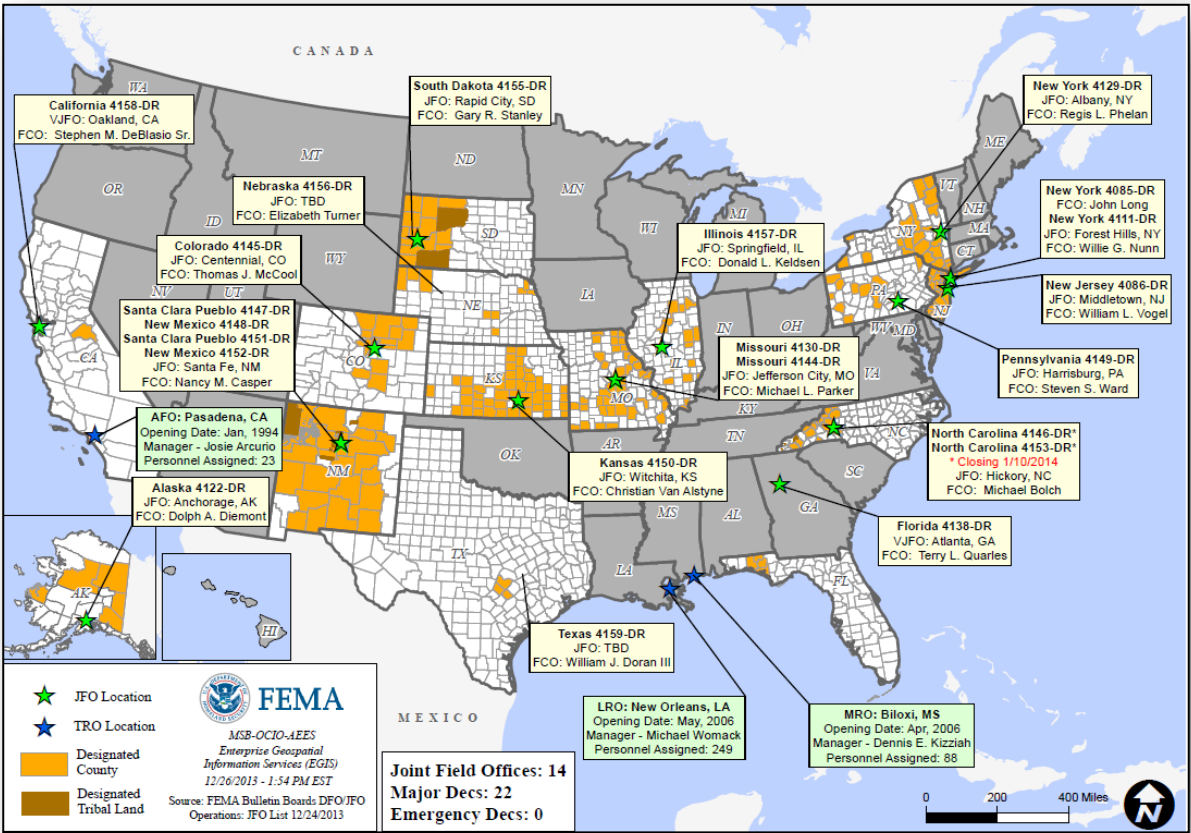 CANADA
WA
California 4158-DR
VJFO: Oakland, CA
FCO: Stephen M. DeBlasio Sr.
South Dakota 4155-DR
JFO: Rapid City, SD
FCO: Gary R. Stanley
New York 4129-DR
JFO: Albany, NY
FCO: Regis L. Phelan
MT
ND
MN
ME
OR
ID
WY
SD
WI
MI
VT
NH
NY
MA
CT
Nebraska 4156-DR
JFO: TBD
FCO: Elizabeth Turner
New York 4085-DR
FCO: John Long
New York 4111-DR
JFO: Forest Hills, NY
FCO: Willie G. Nunn
Colorado 4145-DR
JFO: Centennial, CO
FCO: Thomas J. McCool
Illinois 4157-DR
JFO: Springfield, IL
FCO: Donald L. Keldsen
New Jersey 4086-DR
JFO: Middletown, NJ
FCO: William L. Vogel
NV
UT
NE
IA
PA
NJ
Santa Clara Pueblo 4147-DR
New Mexico 4148-DR
Santa Clara Pueblo 4151-DR
New Mexico 4152-DR
JFO: Santa Fe, NM
FCO: Nancy M. Casper
CA
CO
KS
MO
IL
IN
OH
WV
MD
VA
KY
Missouri 4130-DR
Missouri 4144-DR
JFO: Jefferson City, MO
FCO: Michael L. Parker
Pennsylvania 4149-DR
JFO: Harrisburg, PA
FCO: Steven S. Ward
AFO: Pasadena, CA
Opening Date: Jan, 1994
Manager - Josie Arcurio
Personnel Assigned: 23
NM
OK
AR
TN
NC
SC
North Carolina 4146-DR*
North Carolina 4153-DR*
* Closing 1/10/2014
JFO: Hickory, NC
FCO: Michael Bolch
Kansas 4150-DR
JFO: Witchita, KS
FCO: Christian Van Alstyne
Alaska 4122-DR
JFO: Anchorage, AK
FCO: Dolph A. Diemont
MS
AL
GA
Florida 4138-DR
VJFO: Atlanta, GA
FCO: Terry L. Quarles
TX
LA
FL
AK
HI
Texas 4159-DR
JFO: TBD
FCO: William J. Doran III
LRO: New Orleans, LA
Opening Date: May, 2006
Manager - Michael Womack
Personnel Assigned: 249
MRO: Biloxi, MS
Opening Date: Apr, 2006
Manager - Dennis E. Kizziah
Personnel Assigned: 88
MEXICO
JFO Location
TRO Location
Designated
County
Designated
Tribal Land
FEMA
MSB-OCIO-AEES
Enterprise Geospatial
Information Services (EGIS)
12/26/2013 - 1:54 PM EST
Source: FEMA Bulletin Boards DFO/JFO
Operations: JFO List 12/24/2013
Joint Field Offices: 14
Major Decs: 22
Emergency Decs: 0
0 200 400 Miles
N